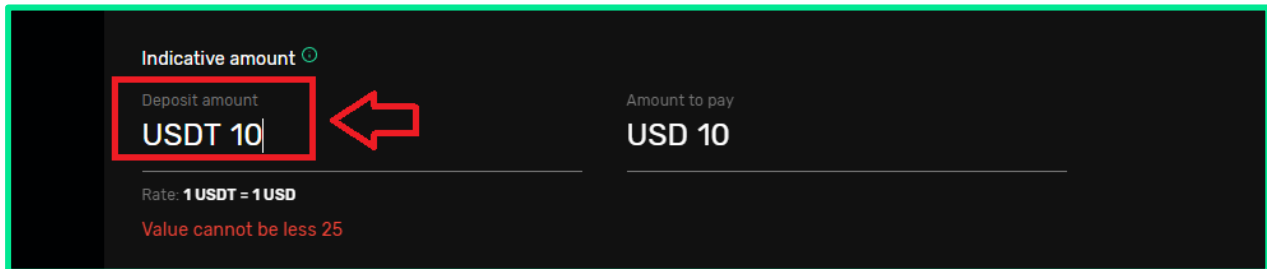 Indicative amount
Deposit amount
USDT 10
Amount to pay
USD 10
Rate: 1 USDT = 1 USD
Value cannot be less 25